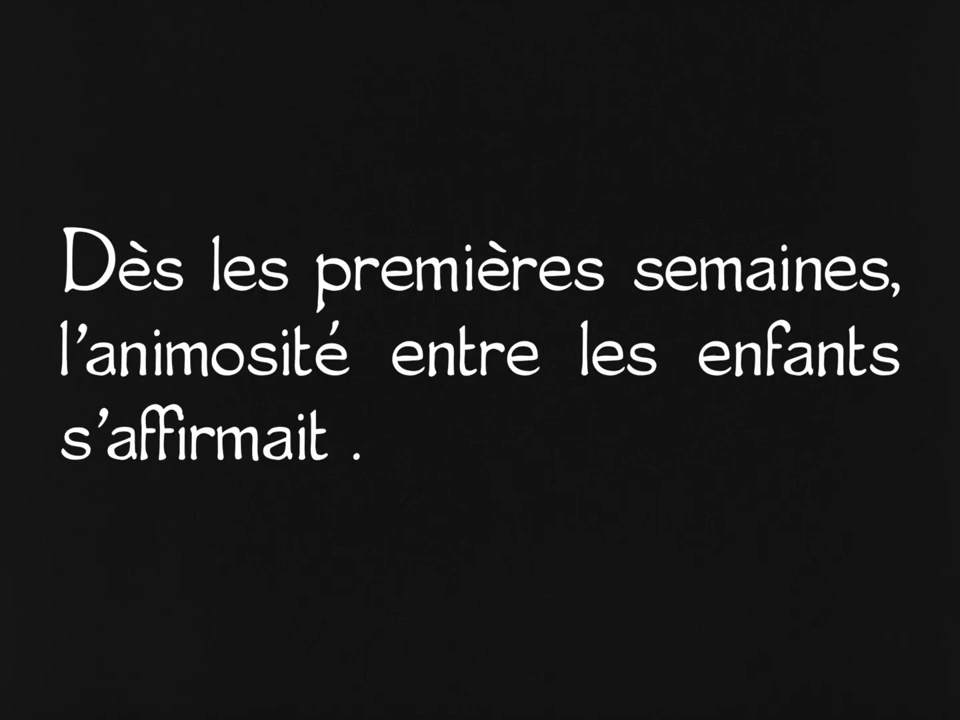 Dès les premières semaines,
l'animosité entre les enfants
s'affirmait .